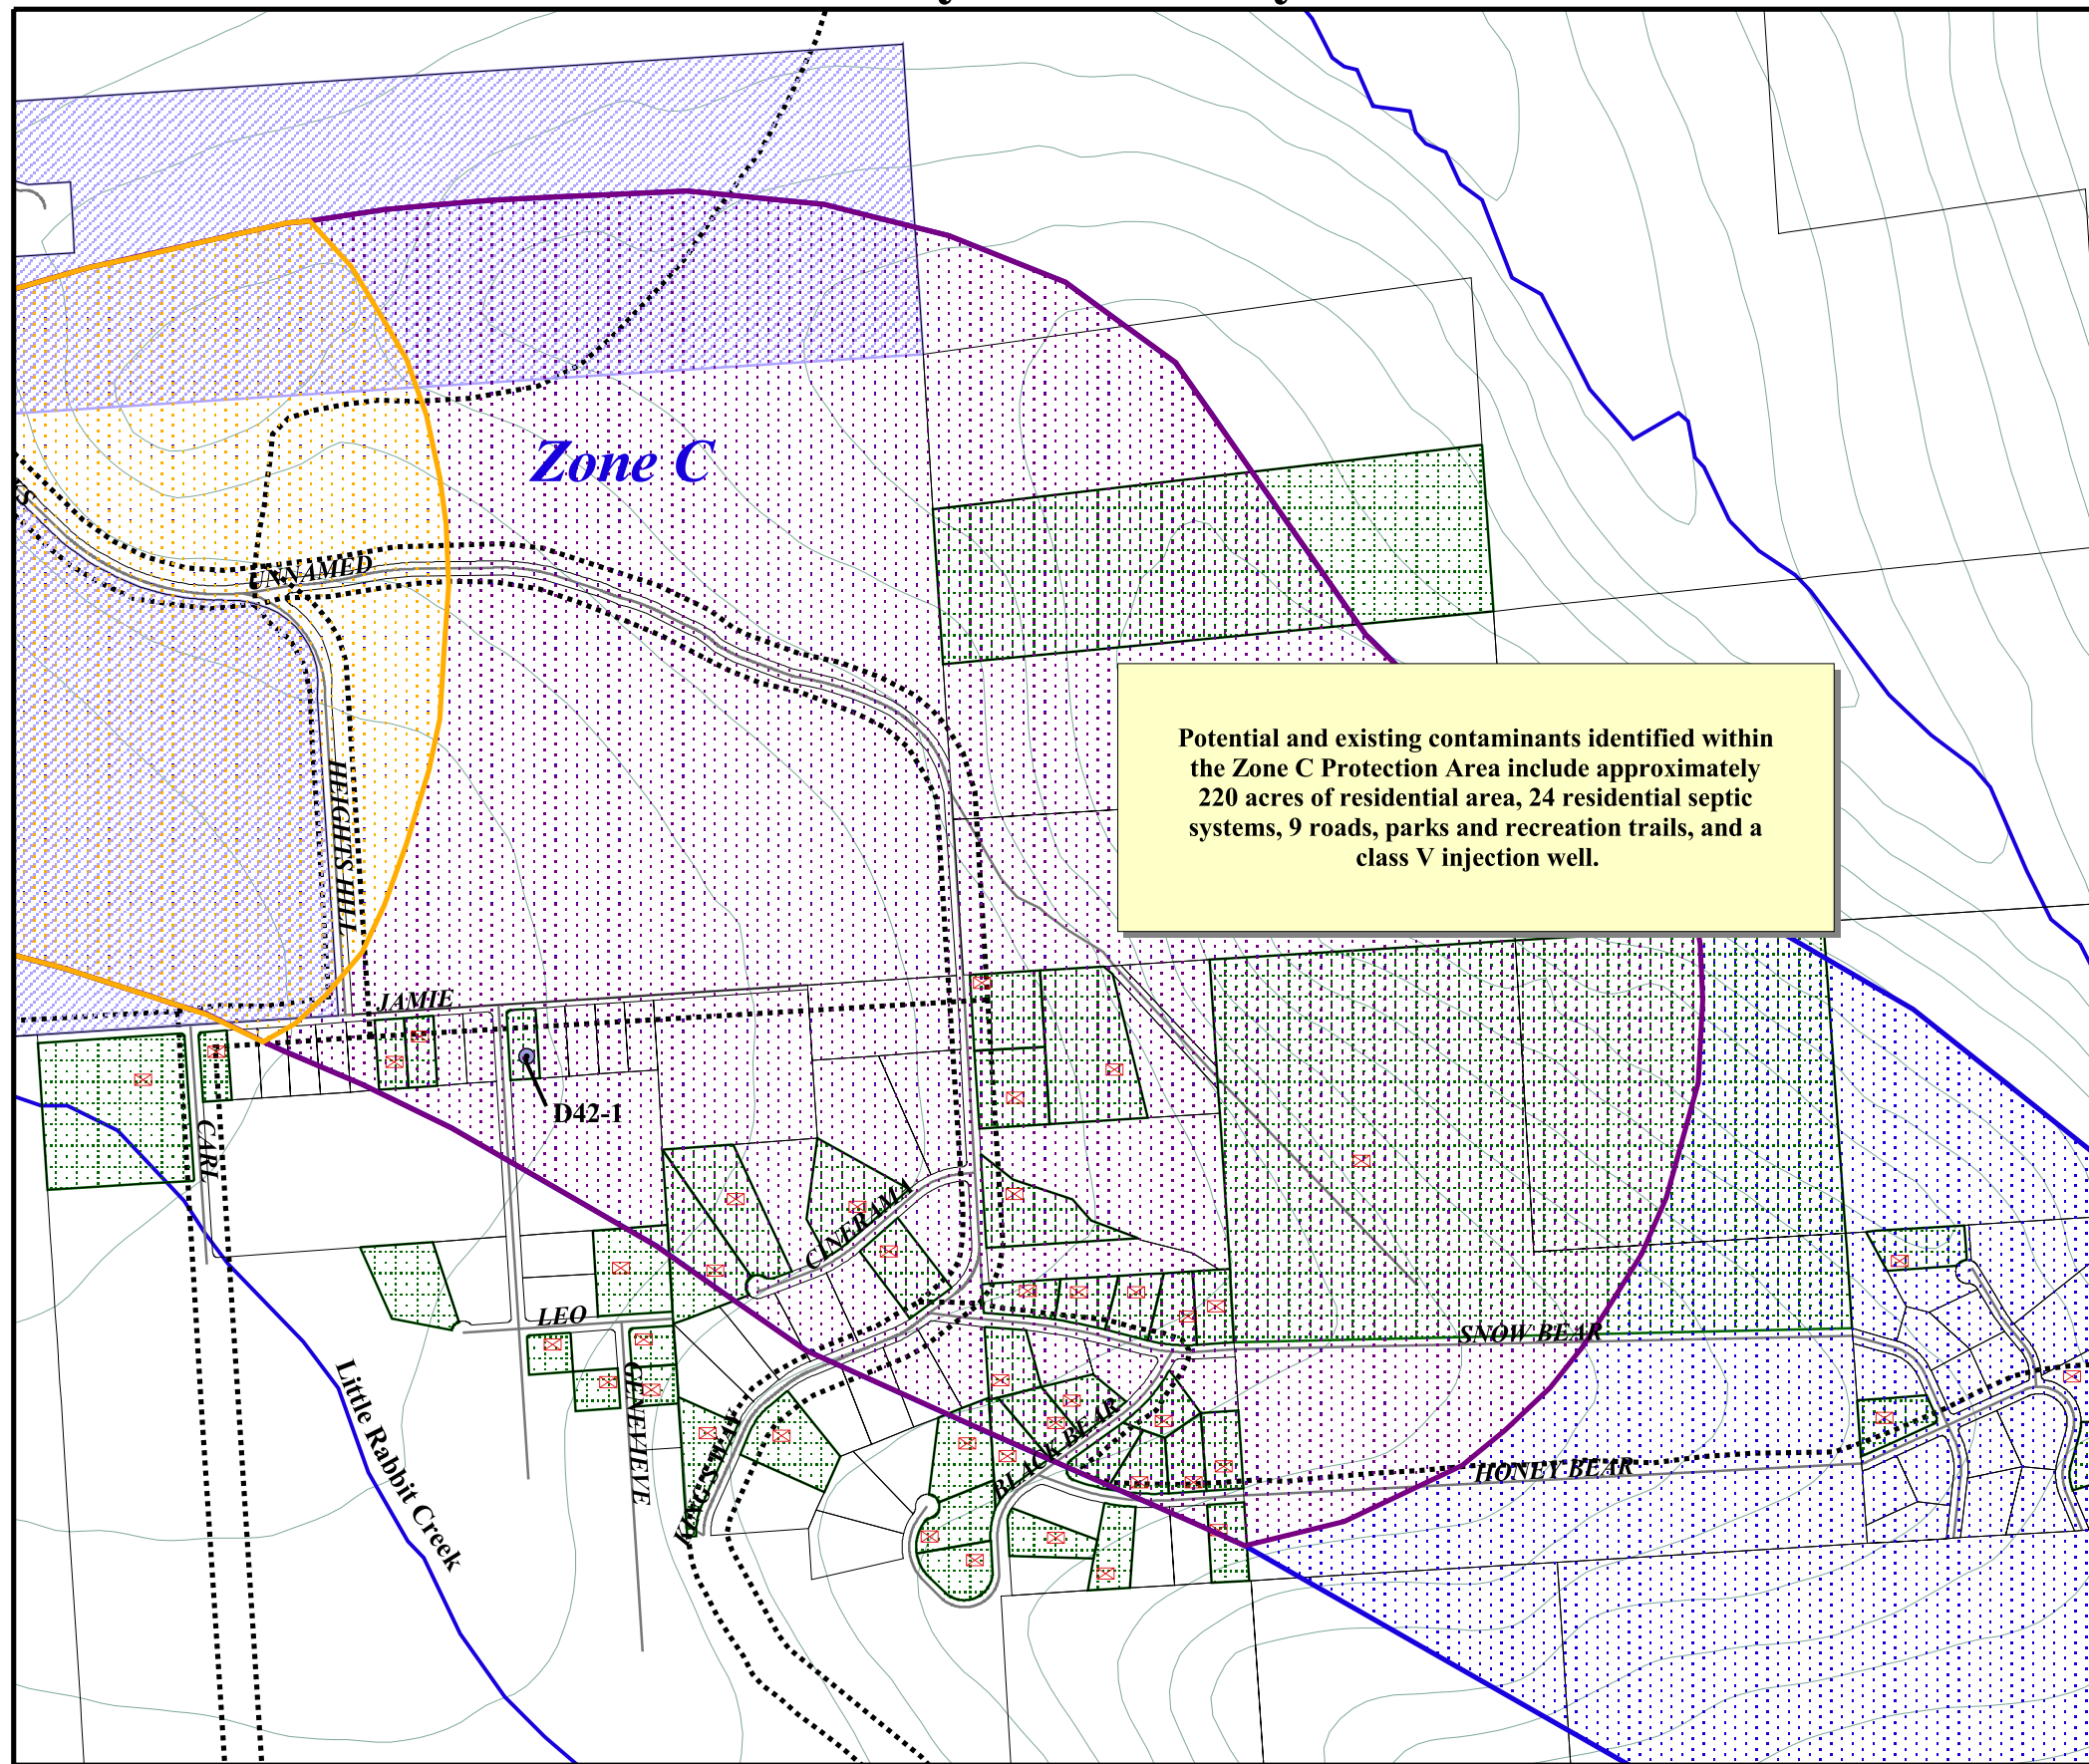 Zone C
UNNAMED
HEIGHTS HILL
Potential and existing contaminants identified within
the Zone C Protection Area include approximately
220 acres of residential area, 24 residential septic
systems, 9 roads, parks and recreation trails, and a
class V injection well.
JAMIE
D42-1
CARL
CINERAMA
LEO
SNOW BEAR
GENEVIEVE
KINGS WAY
BLACK BEAR
HONEY BEAR
Little Rabbit Creek